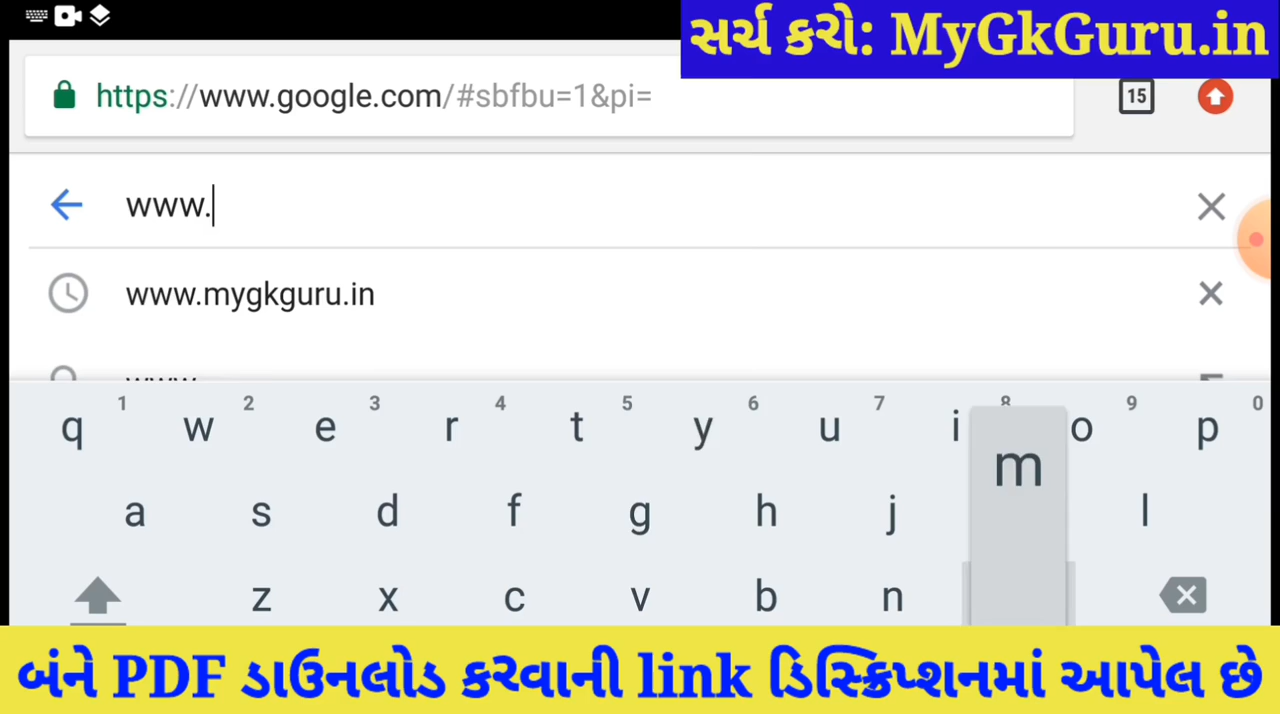 સર્ચ કરો: MyGkGuru.in
https://www.google.com/#sbfbu=1&pi=
15
www.
www.mygkguru.in
1 2 3 4 5 6 7 8 9 0
q w e r t y u i o p
m
a s d f g h j l
z x c v b n
બંને PDF ડાઉનલોડ કરવાની link ડિસ્ક્રિપ્શનમાં આપેલ છે